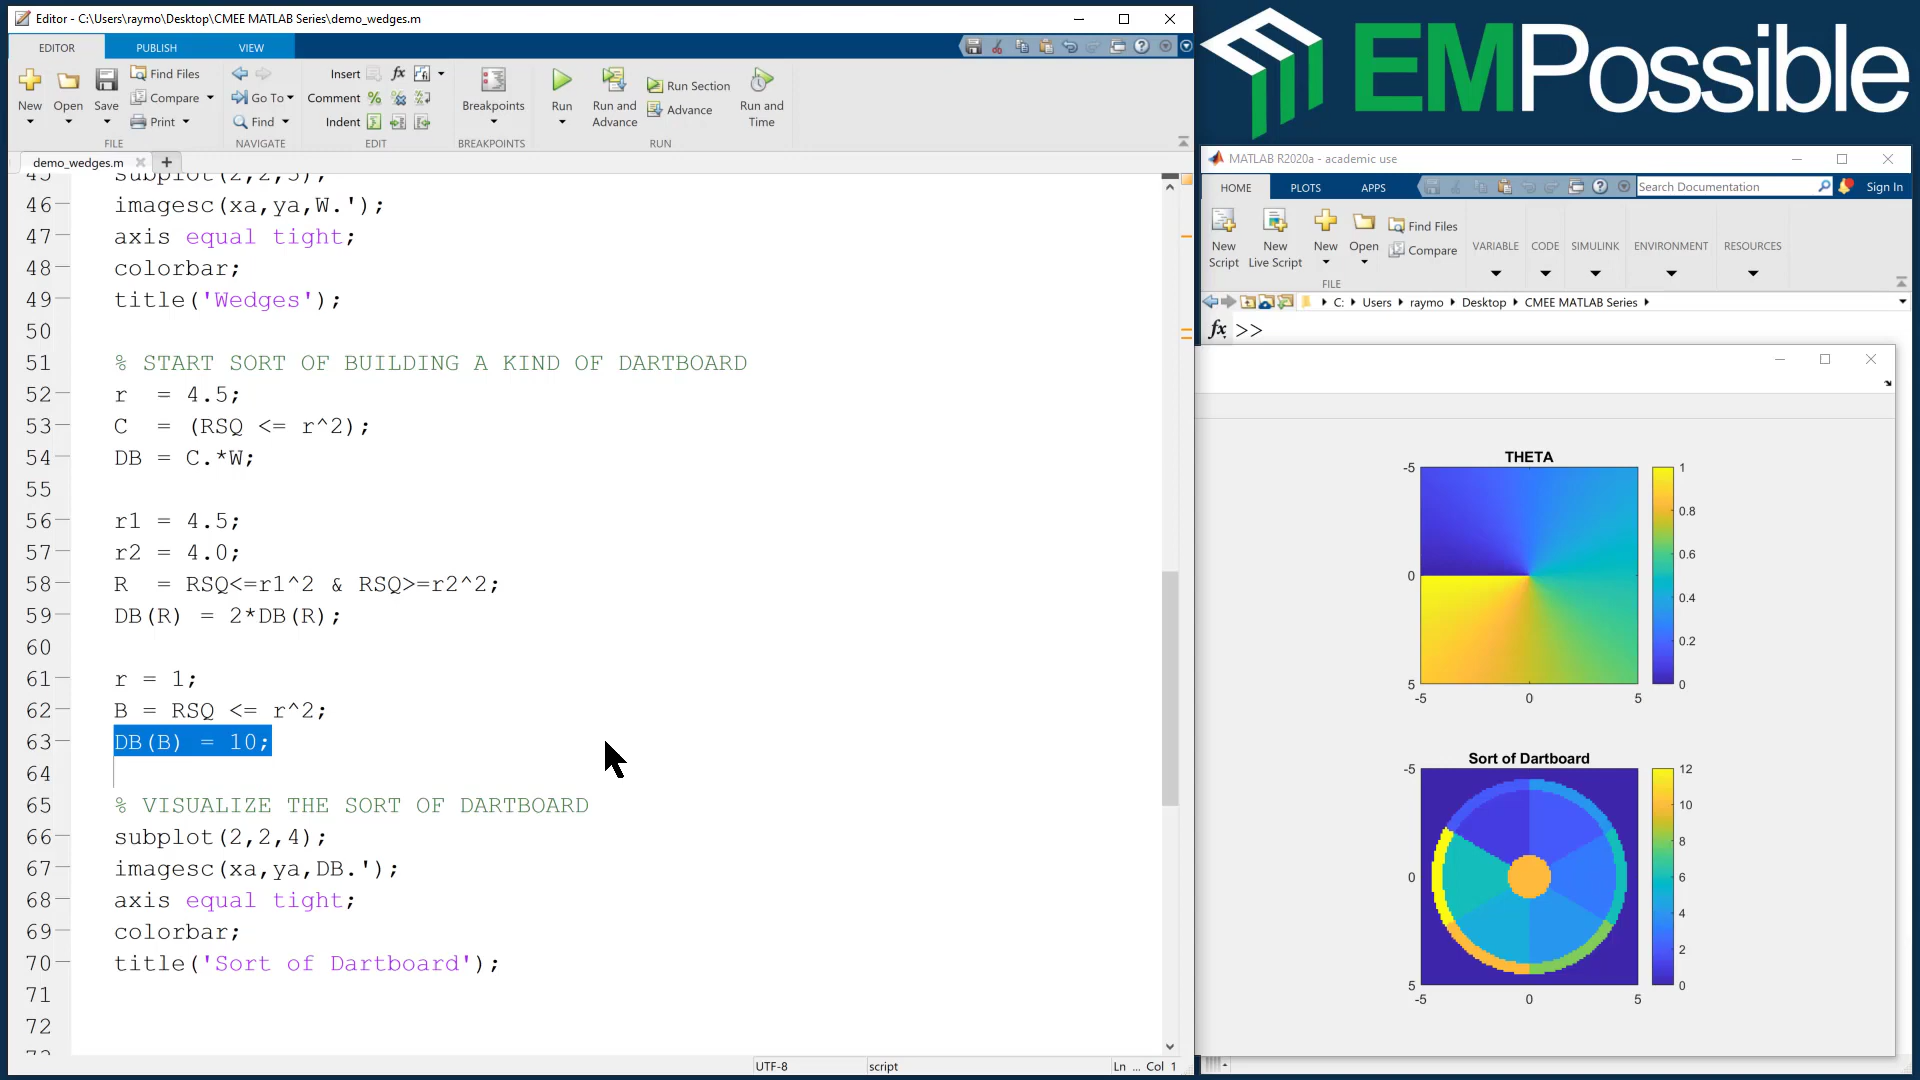 Editor - C:\Users\raymo\Desktop\CMEE MATLAB Series\demo_wedges.m
EDITOR PUBLISH VIEW
New Open Save Find Files Compare Print
FILE
Go To Find
NAVIGATE
Insert fx
Comment
Indent
EDIT
Breakpoints
BREAKPOINTS
Run Run and Advance Run Section Advance Run and Time
RUN
demo_wedges.m
45 subplot(2,2,3);
46 imagesc(xa,ya,W.');
47 axis equal tight;
48 colorbar;
49 title('Wedges');
50
51 % START SORT OF BUILDING A KIND OF DARTBOARD
52 r  = 4.5;
53 C  = (RSQ <= r^2);
54 DB = C.*W;
55
56 r1 = 4.5;
57 r2 = 4.0;
58 R  = RSQ<=r1^2 & RSQ>=r2^2;
59 DB(R) = 2*DB(R);
60
61 r = 1;
62 B = RSQ <= r^2;
63 DB(B) = 10;
64
65 % VISUALIZE THE SORT OF DARTBOARD
66 subplot(2,2,4);
67 imagesc(xa,ya,DB.');
68 axis equal tight;
69 colorbar;
70 title('Sort of Dartboard');
71
72
UTF-8 script Ln ... Col 1
EMPossible
MATLAB R2020a - academic use
HOME PLOTS APPS Search Documentation Sign In
New Script New Live Script New Open Find Files Compare
FILE
VARIABLE CODE SIMULINK ENVIRONMENT RESOURCES
C: Users raymo Desktop CMEE MATLAB Series
fx >>
THETA
-5
0
5
-5 0 5
1
0.8
0.6
0.4
0.2
0
Sort of Dartboard
-5
0
5
-5 0 5
12
10
8
6
4
2
0